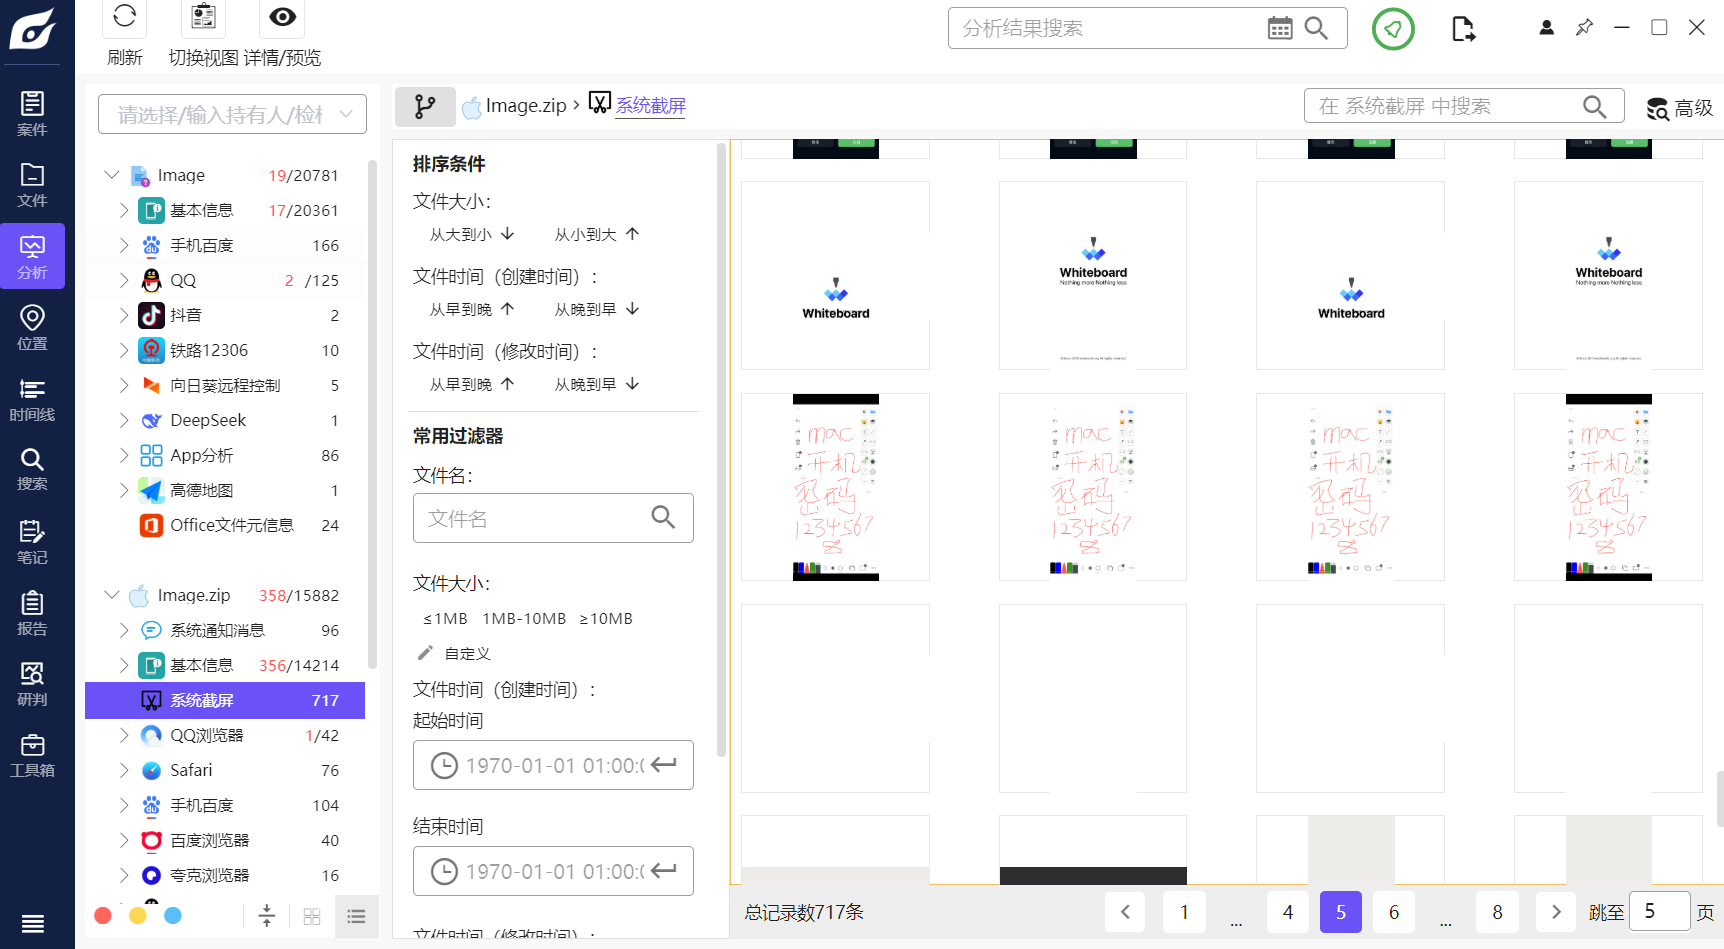 刷新
切换视图
详情/预览
分析结果搜索
案件
文件
分析
位置
时间线
搜索
笔记
报告
研判
工具箱
请选择/输入持有人/检材
Image 19/20781
基本信息 17/20361
手机百度 166
QQ 2 /125
抖音 2
铁路12306 10
向日葵远程控制 5
DeepSeek 1
App分析 86
高德地图 1
Office文件元信息 24
Image.zip 358/15882
系统通知消息 96
基本信息 356/14214
系统截屏 717
QQ浏览器 1/42
Safari 76
手机百度 104
百度浏览器 40
夸克浏览器 16
Image.zip › 系统截屏
在 系统截屏 中搜索
高级
排序条件
文件大小:
从大到小 ↓ 从小到大 ↑
文件时间（创建时间）:
从早到晚 ↑ 从晚到早 ↓
文件时间（修改时间）:
从早到晚 ↑ 从晚到早 ↓
常用过滤器
文件名:
文件名
文件大小:
≤1MB 1MB-10MB ≥10MB
自定义
文件时间（创建时间）:
起始时间
1970-01-01 01:00:0
结束时间
1970-01-01 01:00:0
文件时间（修改时间）:
Whiteboard
Whiteboard
Nothing more Nothing less
Whiteboard
Whiteboard
Nothing more Nothing less
mac
开机
密码
1234567
8
mac
开机
密码
1234567
8
mac
开机
密码
1234567
8
mac
开机
密码
1234567
8
总记录数717条
1 ... 4 5 6 ... 8
跳至 5 页